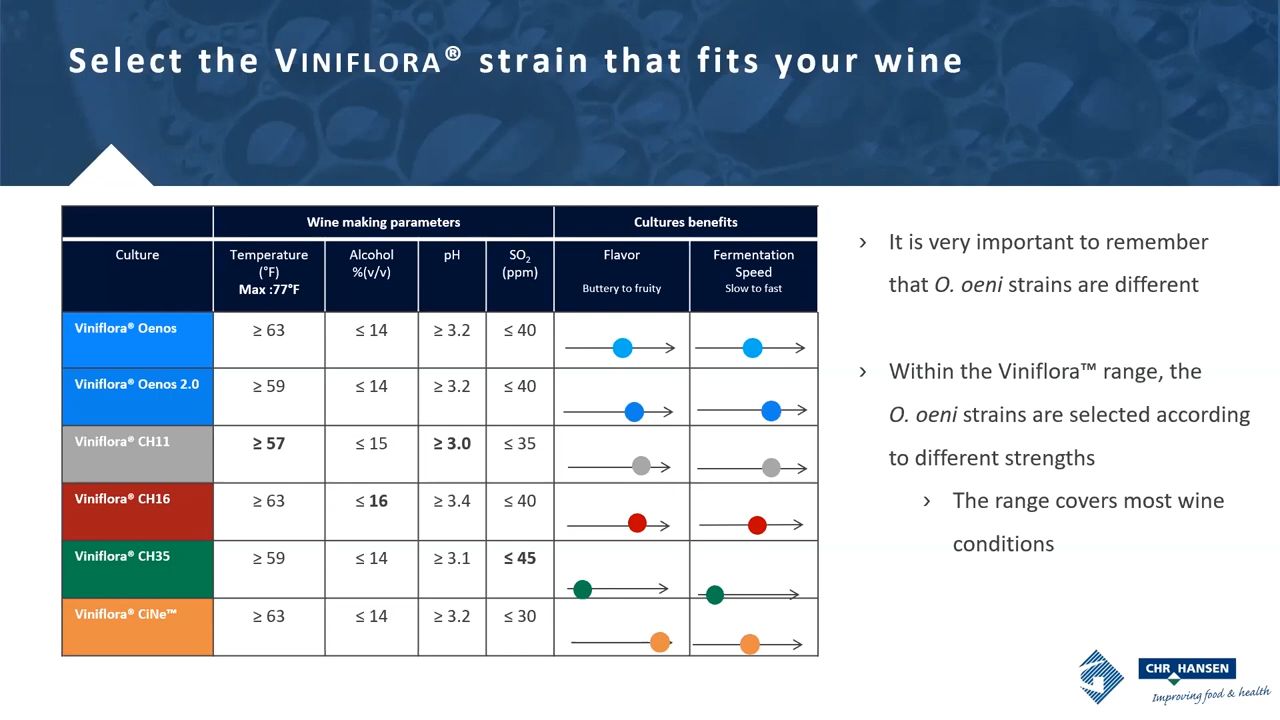 Select the VINIFLORA® strain that fits your wine
Wine making parameters
Cultures benefits
Culture
Temperature
(°F)
Max :77°F
Alcohol
%(v/v)
pH
SO₂
(ppm)
Flavor
Buttery to fruity
Fermentation
Speed
Slow to fast
Viniflora® Oenos
≥ 63
≤ 14
≥ 3.2
≤ 40
Viniflora® Oenos 2.0
≥ 59
≤ 14
≥ 3.2
≤ 40
Viniflora® CH11
≥ 57
≤ 15
≥ 3.0
≤ 35
Viniflora® CH16
≥ 63
≤ 16
≥ 3.4
≤ 40
Viniflora® CH35
≥ 59
≤ 14
≥ 3.1
≤ 45
Viniflora® CiNe™
≥ 63
≤ 14
≥ 3.2
≤ 30
› It is very important to remember
that O. oeni strains are different
› Within the Viniflora™ range, the
O. oeni strains are selected according
to different strengths
› The range covers most wine
conditions
CHR HANSEN
Improving food & health